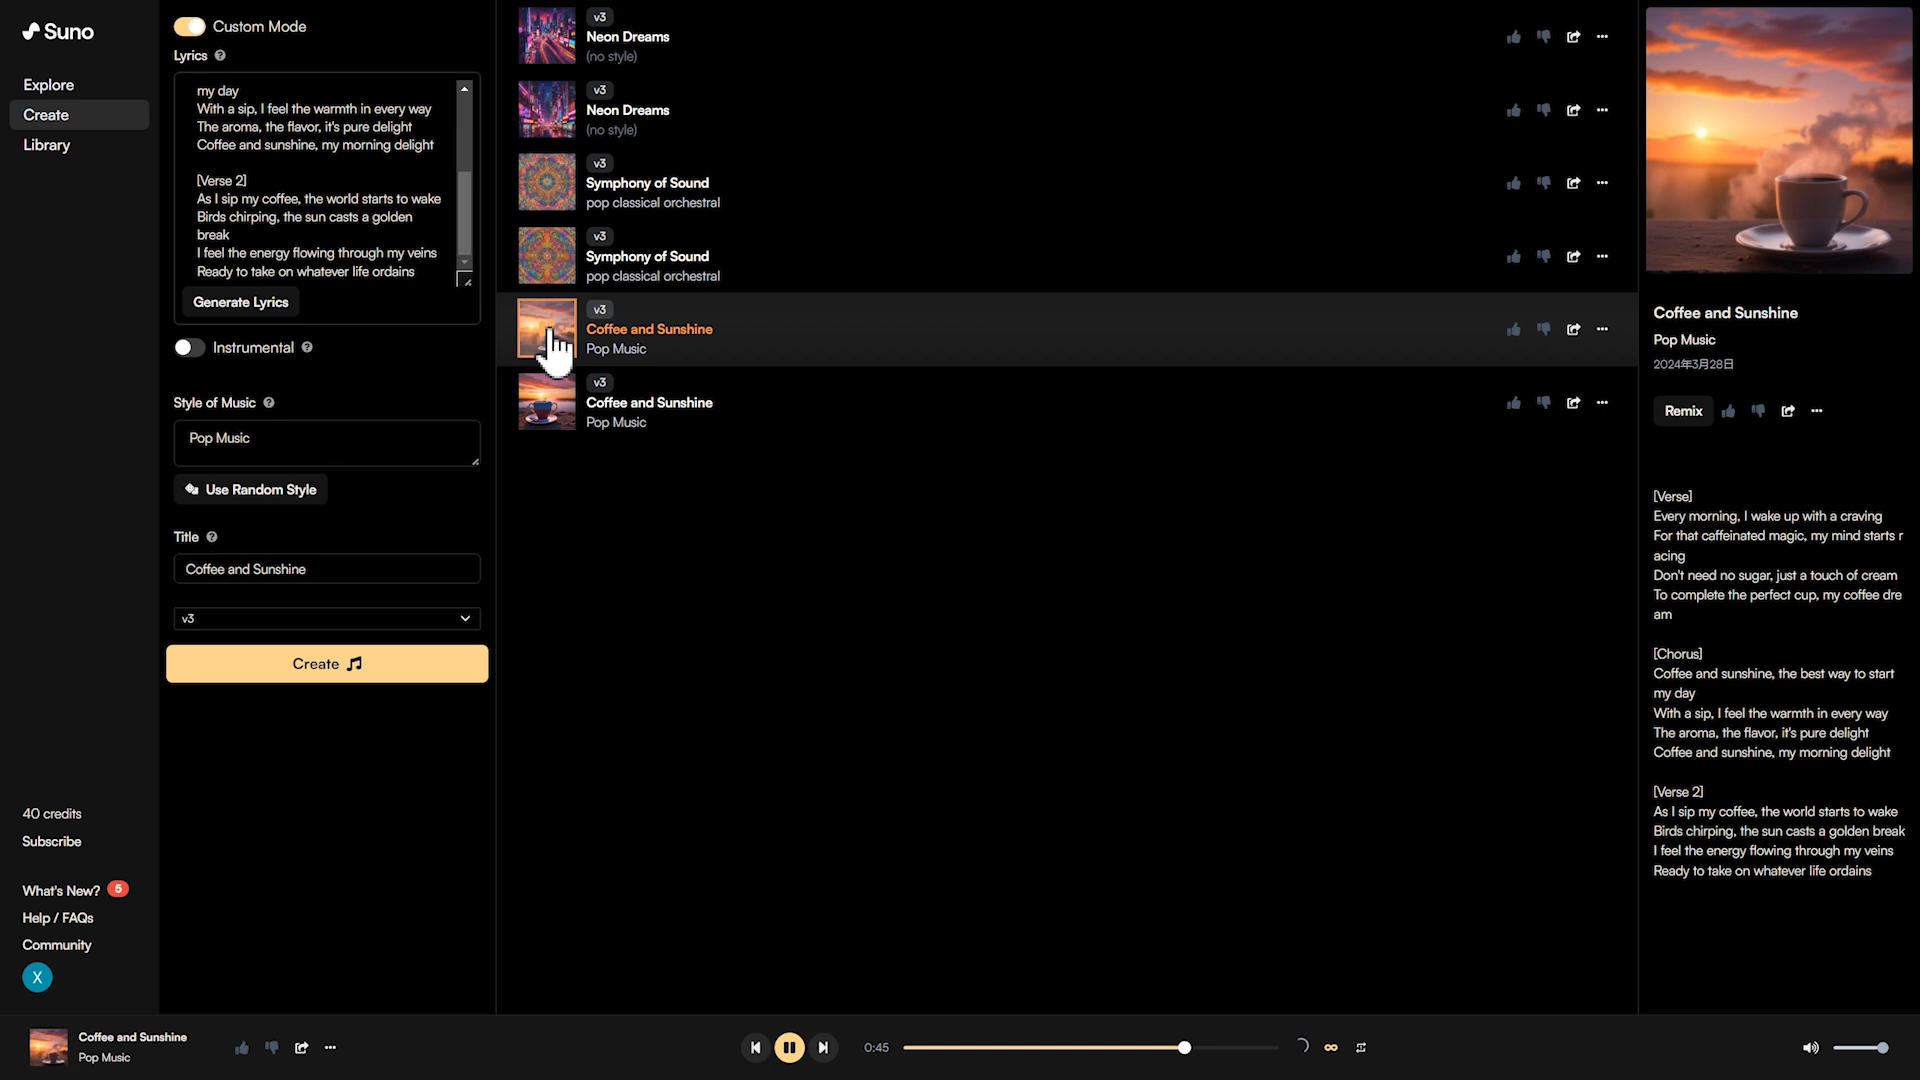 Suno
Explore
Create
Library
40 credits
Subscribe
What's New? 5
Help / FAQs
Community
X
Custom Mode
Lyrics
my day
With a sip, I feel the warmth in every way
The aroma, the flavor, it's pure delight
Coffee and sunshine, my morning delight
[Verse 2]
As I sip my coffee, the world starts to wake
Birds chirping, the sun casts a golden
break
I feel the energy flowing through my veins
Ready to take on whatever life ordains
Generate Lyrics
Instrumental
Style of Music
Pop Music
Use Random Style
Title
Coffee and Sunshine
v3
Create
v3
Neon Dreams
(no style)
v3
Neon Dreams
(no style)
v3
Symphony of Sound
pop classical orchestral
v3
Symphony of Sound
pop classical orchestral
v3
Coffee and Sunshine
Pop Music
v3
Coffee and Sunshine
Pop Music
Coffee and Sunshine
Pop Music
2024年3月28日
Remix
[Verse]
Every morning, I wake up with a craving
For that caffeinated magic, my mind starts r
acing
Don't need no sugar, just a touch of cream
To complete the perfect cup, my coffee dre
am
[Chorus]
Coffee and sunshine, the best way to start
my day
With a sip, I feel the warmth in every way
The aroma, the flavor, it's pure delight
Coffee and sunshine, my morning delight
[Verse 2]
As I sip my coffee, the world starts to wake
Birds chirping, the sun casts a golden break
I feel the energy flowing through my veins
Ready to take on whatever life ordains
Coffee and Sunshine
Pop Music
0:45